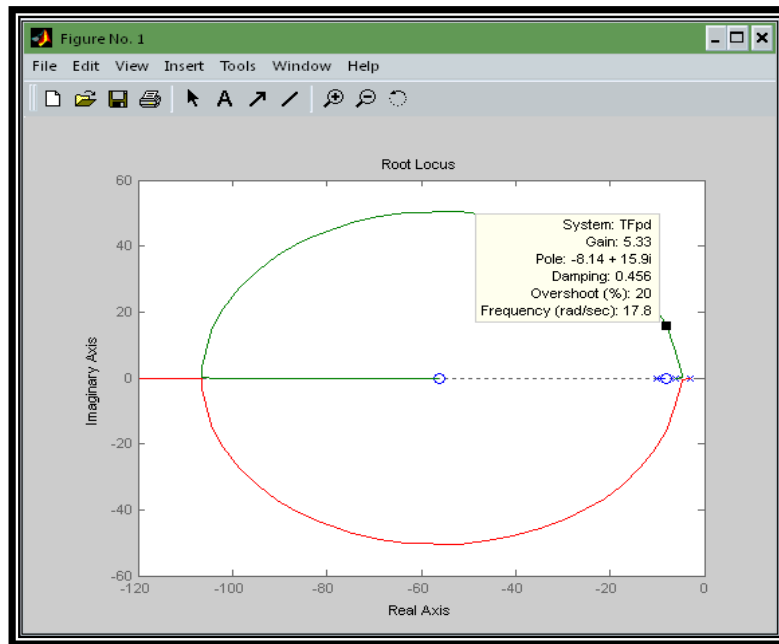 Figure No. 1
File Edit View Insert Tools Window Help
A
Root Locus
System: TFpd
Gain: 5.33
Pole: -8.14 + 15.9i
Damping: 0.456
Overshoot (%): 20
Frequency (rad/sec): 17.8
Imaginary Axis
60
40
20
0
-20
-40
-60
-120 -100 -80 -60 -40 -20 0
Real Axis